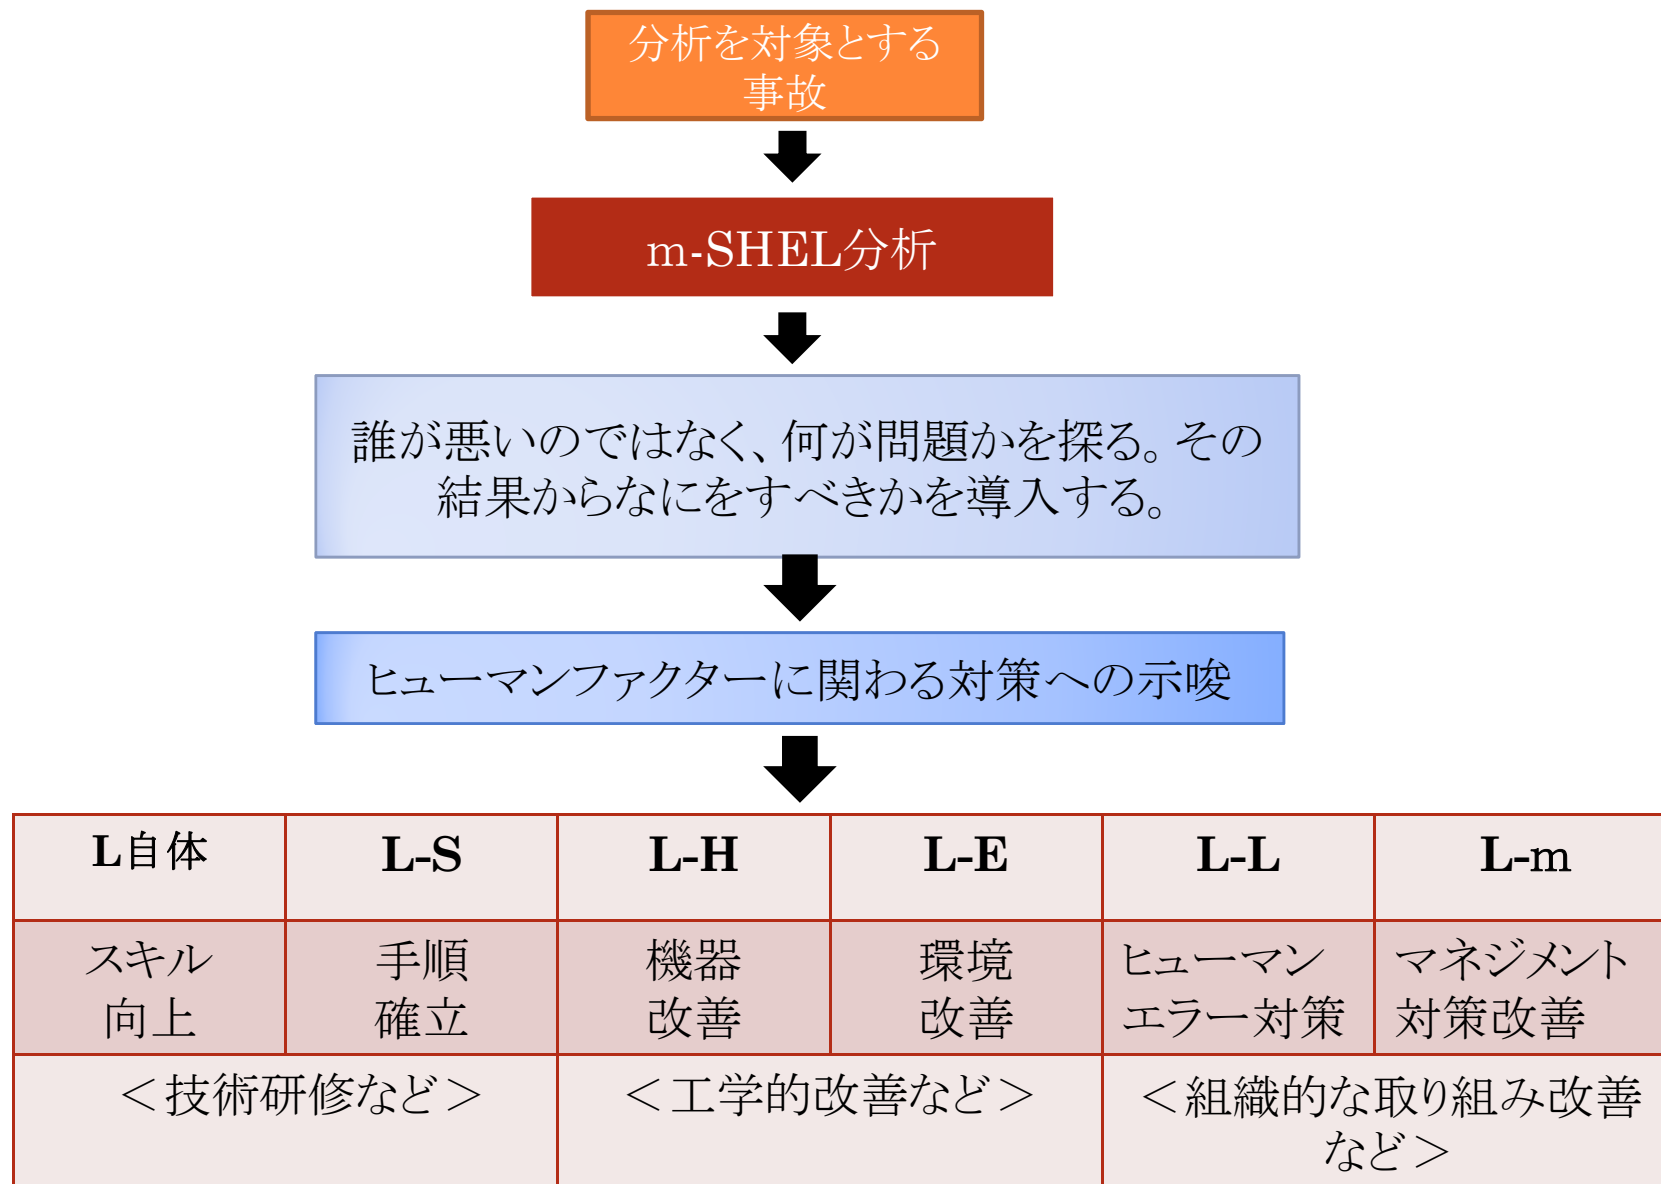 分析を対象とする
事故
m-SHEL分析
誰が悪いのではなく、何が問題かを探る。その
結果からなにをすべきかを導入する。
ヒューマンファクターに関わる対策への示唆
L自体
L-S
L-H
L-E
L-L
L-m
スキル
向上
手順
確立
機器
改善
環境
改善
ヒューマン
エラー対策
マネジメント
対策改善
＜技術研修など＞
＜工学的改善など＞
＜組織的な取り組み改善
など＞